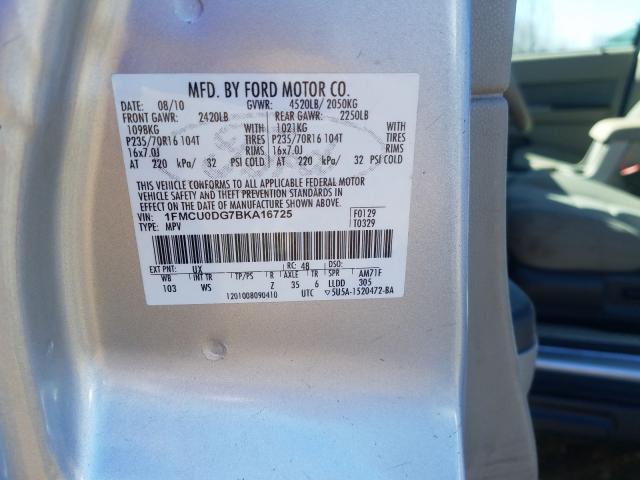 MFD. BY FORD MOTOR CO.
DATE: 08/10 GVWR: 4520LB/ 2050KG
FRONT GAWR: 2420LB REAR GAWR: 2250LB
1098KG WITH 1021KG WITH
P235/70R16 104T TIRES P235/70R16 104T TIRES
16x7.0J RIMS 16x7.0J RIMS
AT 220 kPa/ 32 PSI COLD AT 220 kPa/ 32 PSI COLD
THIS VEHICLE CONFORMS TO ALL APPLICABLE FEDERAL MOTOR
VEHICLE SAFETY AND THEFT PREVENTION STANDARDS IN
EFFECT ON THE DATE OF MANUFACTURE SHOWN ABOVE.
VIN: 1FMCU0DG7BKA16725 F0129
TYPE: MPV T0329
EXT PNT: UX RC: 48 DSO:
WB INT TR TP/PS R AXLE TR SPR AM71F
103 WS Z 35 6 LLDD 305
1201008090410 UTC ▽5U5A-1520472-BA